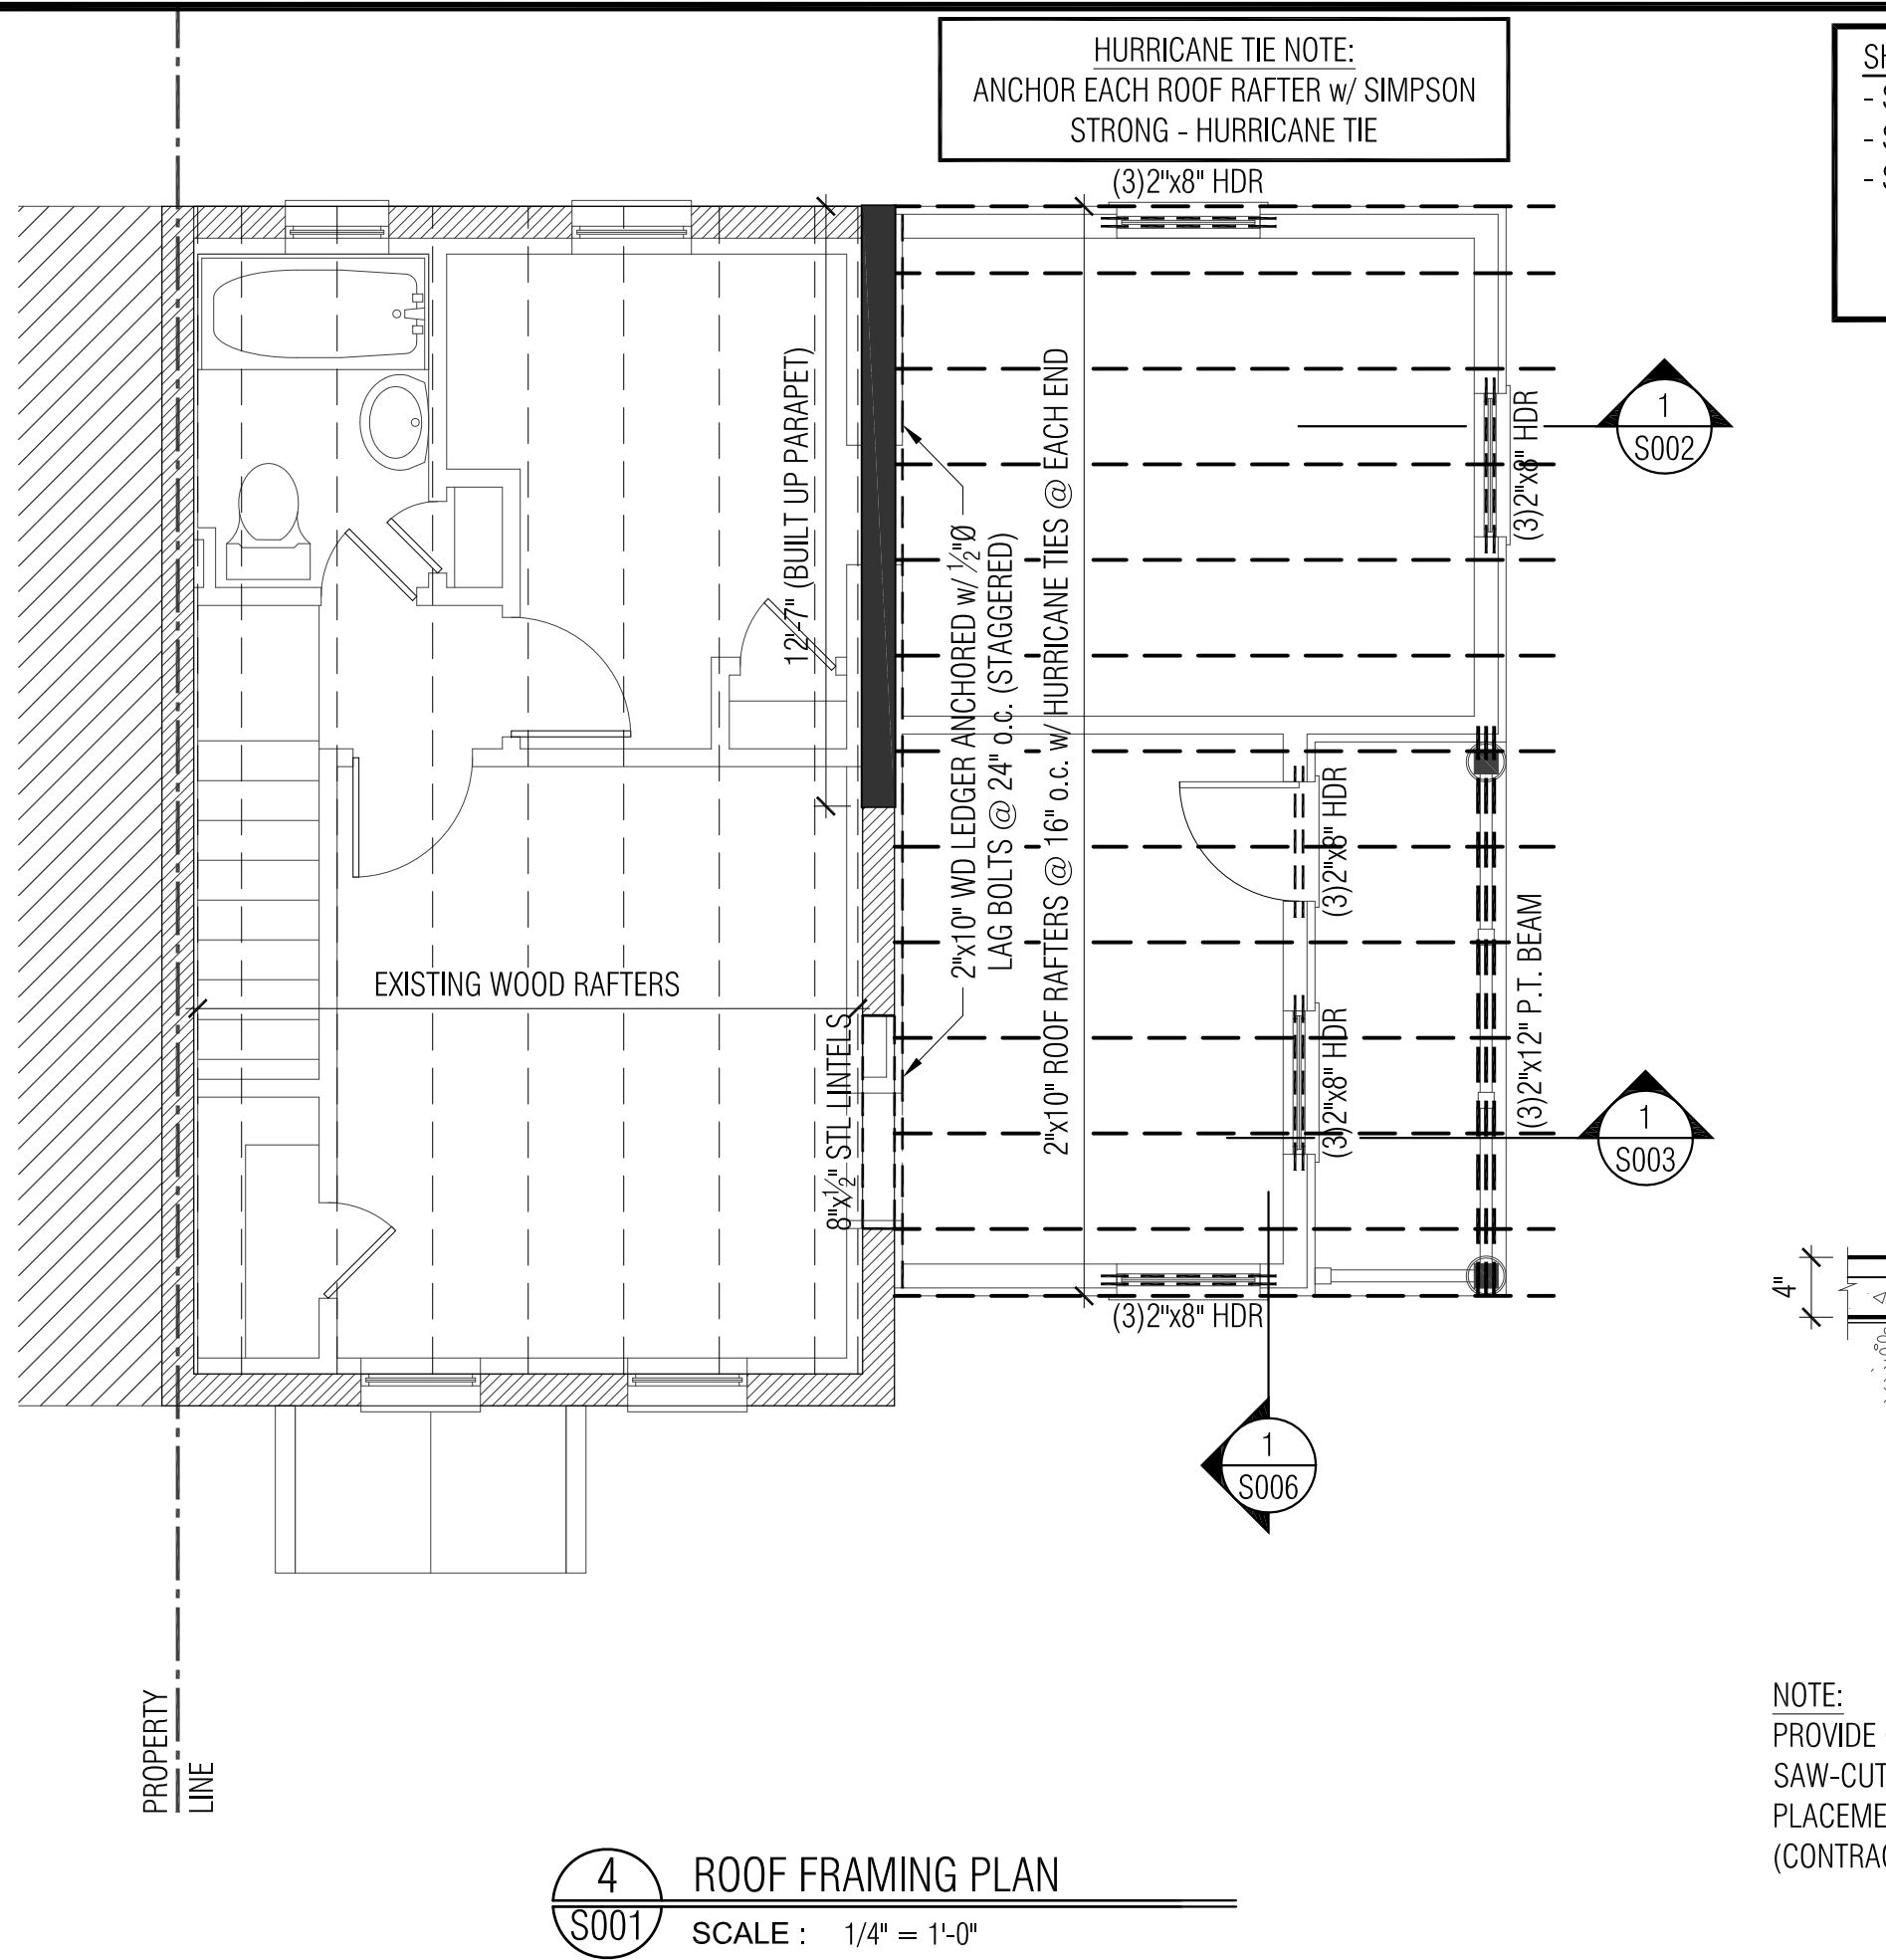 HURRICANE TIE NOTE:
ANCHOR EACH ROOF RAFTER w/ SIMPSON
STRONG - HURRICANE TIE
(3)2"x8" HDR
12'-7" (BUILT UP PARAPET)
2"x10" WD LEDGER ANCHORED w/ 1/2"Ø
LAG BOLTS @ 24" o.c. (STAGGERED)
2"x10" ROOF RAFTERS @ 16" o.c. w/ HURRICANE TIES @ EACH END
(3)2"x8" HDR
1
S002
(3)2"x8" HDR
(3)2"x12" P.T. BEAM
EXISTING WOOD RAFTERS
8"x1/2" STL LINTELS
(3)2"x8" HDR
1
S003
(3)2"x8" HDR
4"
1
S006
PROPERTY
LINE
NOTE:
PROVIDE
SAW-CUT
PLACEME
(CONTRAC
4
S001
ROOF FRAMING PLAN
SCALE : 1/4" = 1'-0"